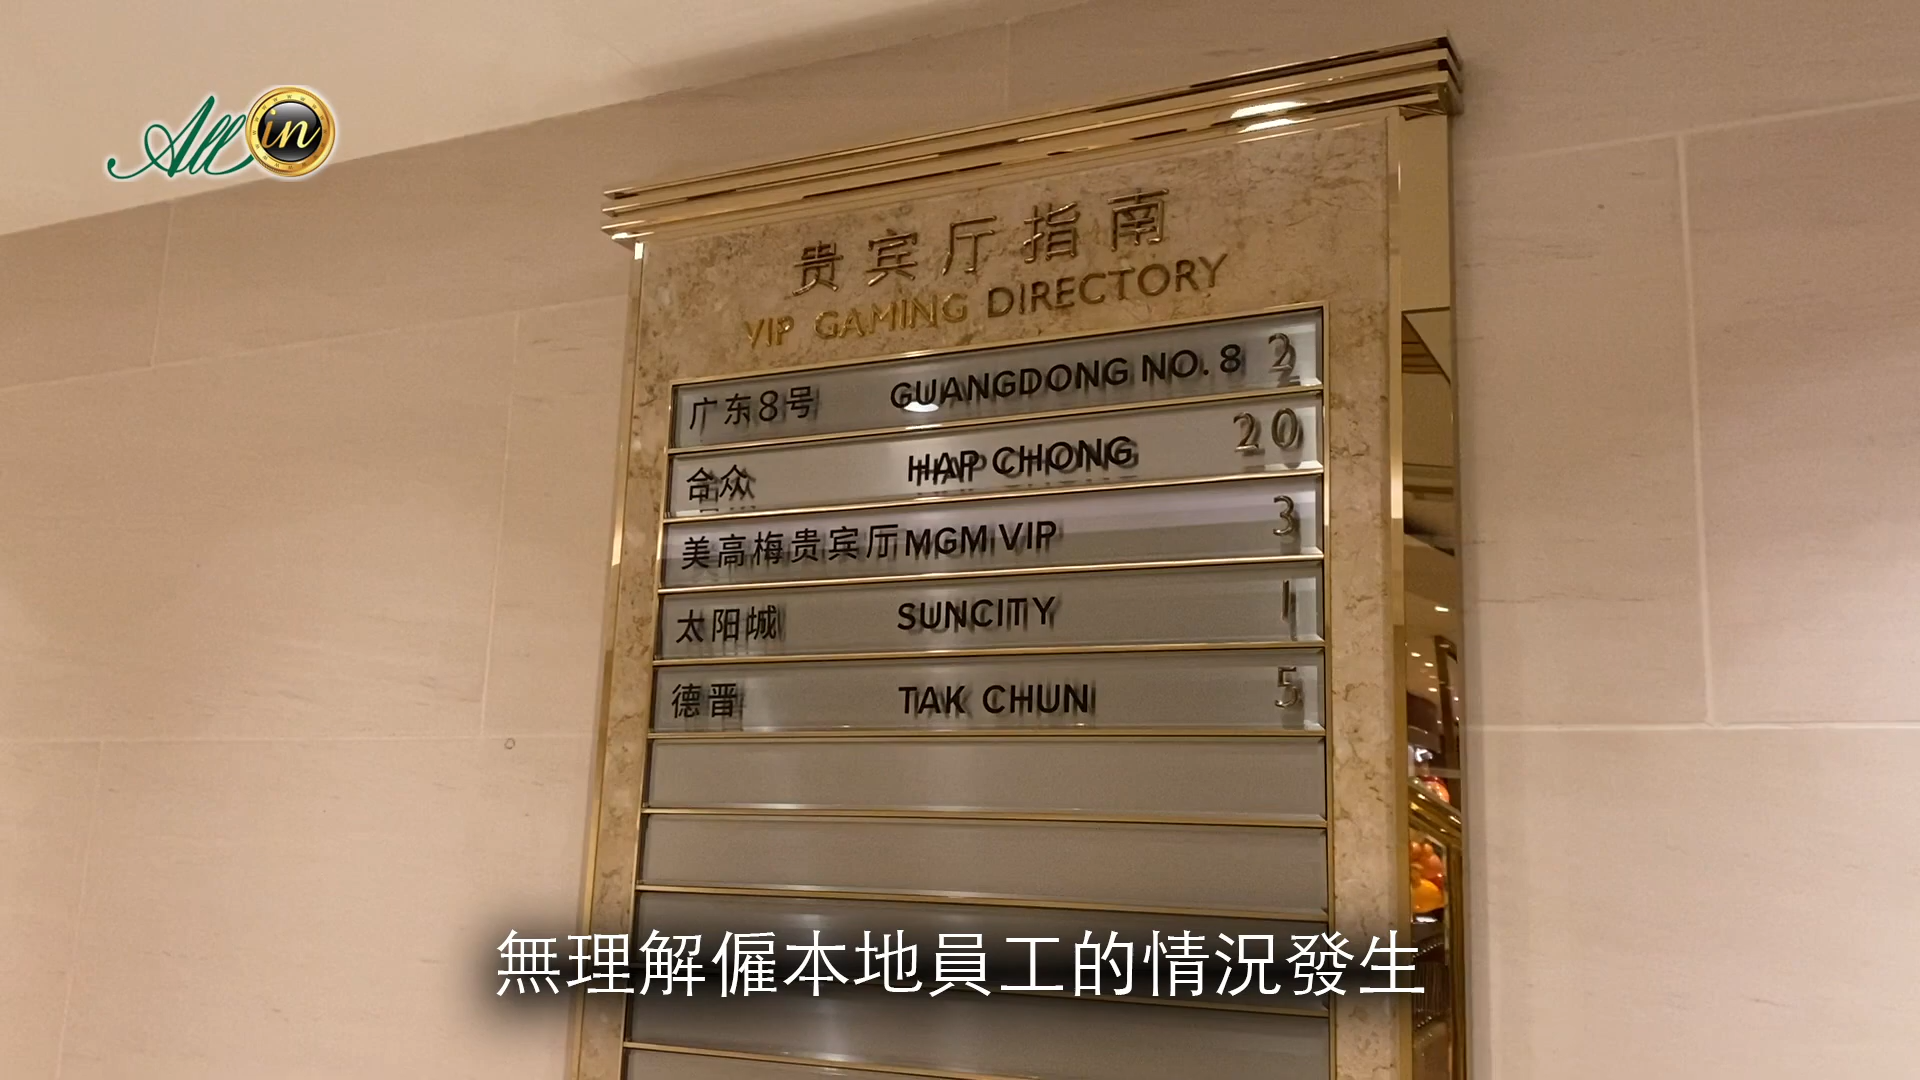 All in
贵宾厅指南
VIP GAMING DIRECTORY
广东8号 GUANGDONG NO. 8 2
合众 HAP CHONG 20
美高梅贵宾厅 MGM VIP 3
太阳城 SUNCITY 1
德晋 TAK CHUN 5
無理解僱本地員工的情況發生